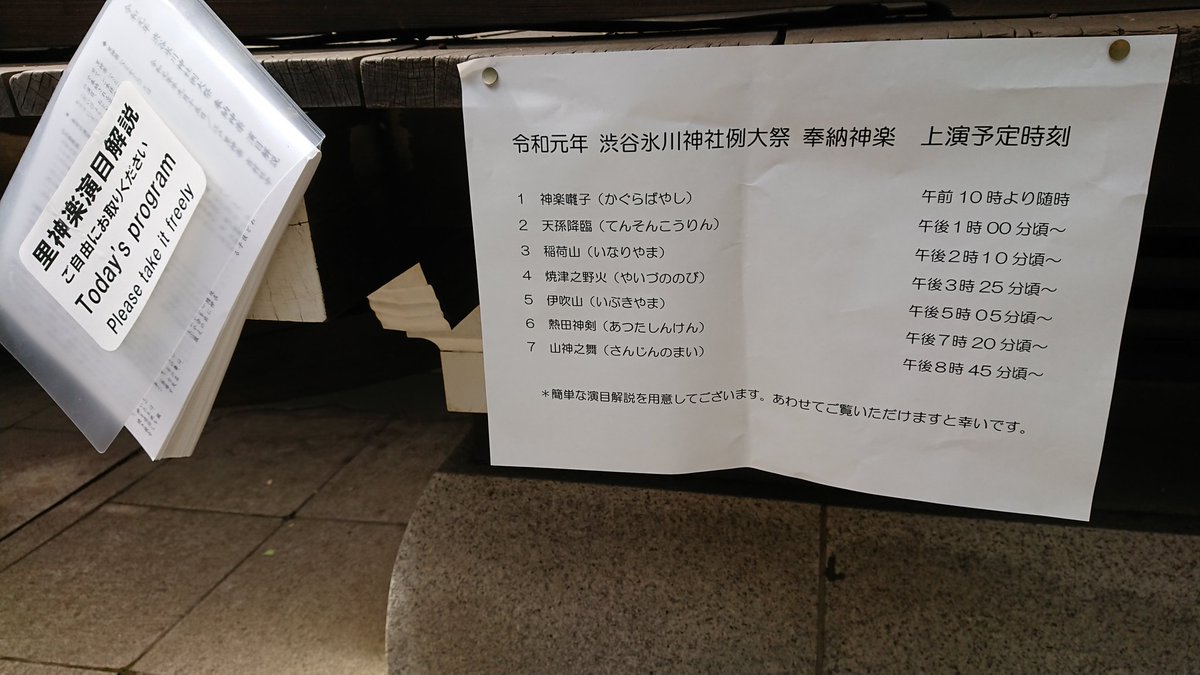 里神楽演目解説
ご自由にお取りください
Today's program
Please take it freely
令和元年 渋谷氷川神社例大祭 奉納神楽 上演予定時刻
1 神楽囃子（かぐらばやし） 午前10時より随時
2 天孫降臨（てんそんこうりん） 午後1時00分頃～
3 稲荷山（いなりやま） 午後2時10分頃～
4 焼津之野火（やいづののび） 午後3時25分頃～
5 伊吹山（いぶきやま） 午後5時05分頃～
6 熱田神剣（あつたしんけん） 午後7時20分頃～
7 山神之舞（さんじんのまい） 午後8時45分頃～
＊簡単な演目解説を用意してございます。あわせてご覧いただけますと幸いです。